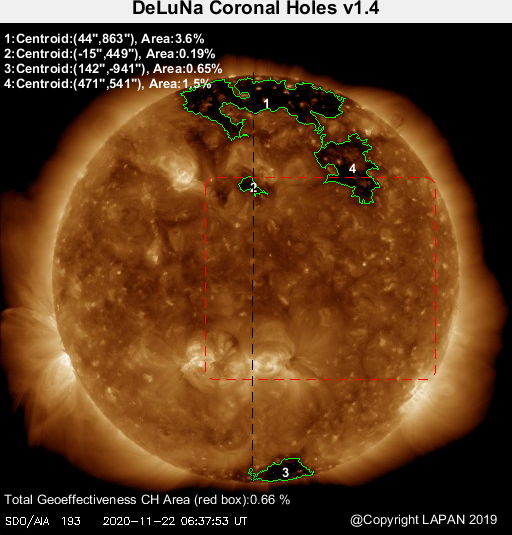 DeLuNa Coronal Holes v1.4
1:Centroid:(44",863"), Area:3.6%
2:Centroid:(-15",449"), Area:0.19%
3:Centroid:(142",-941"), Area:0.65%
4:Centroid:(471",541"), Area:1.5%
1
4
2
3
Total Geoeffectiveness CH Area (red box):0.66 %
SDO/AIA 193 2020-11-22 06:37:53 UT
@Copyright LAPAN 2019